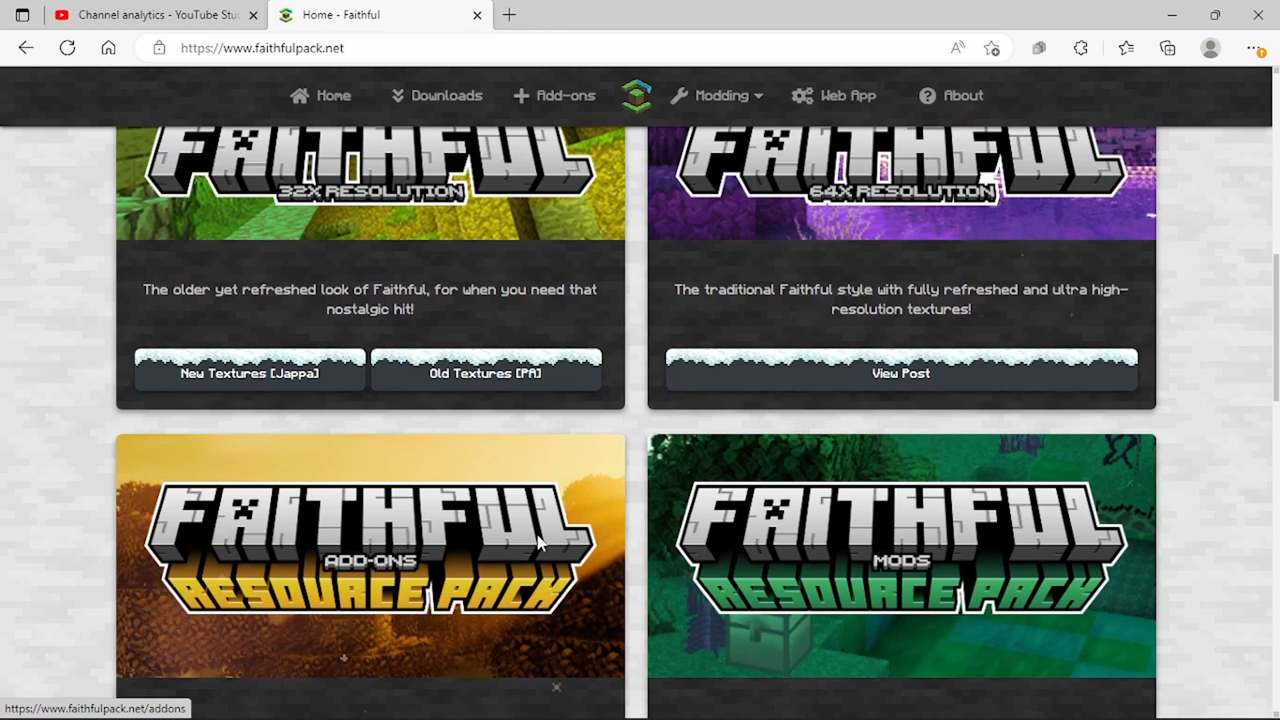 Channel analytics - YouTube Stu
Home - Faithful
https://www.faithfulpack.net
Home
Downloads
Add-ons
Modding
Web App
About
FAITHFUL
32X RESOLUTION
FAITHFUL
64X RESOLUTION
The older yet refreshed look of Faithful, for when you need that
nostalgic hit!
The traditional Faithful style with fully refreshed and ultra high-
resolution textures!
New Textures [Jappa]
Old Textures [PA]
View Post
FAITHFUL
ADD-ONS
RESOURCE PACK
FAITHFUL
MODS
RESOURCE PACK
https://www.faithfulpack.net/addons